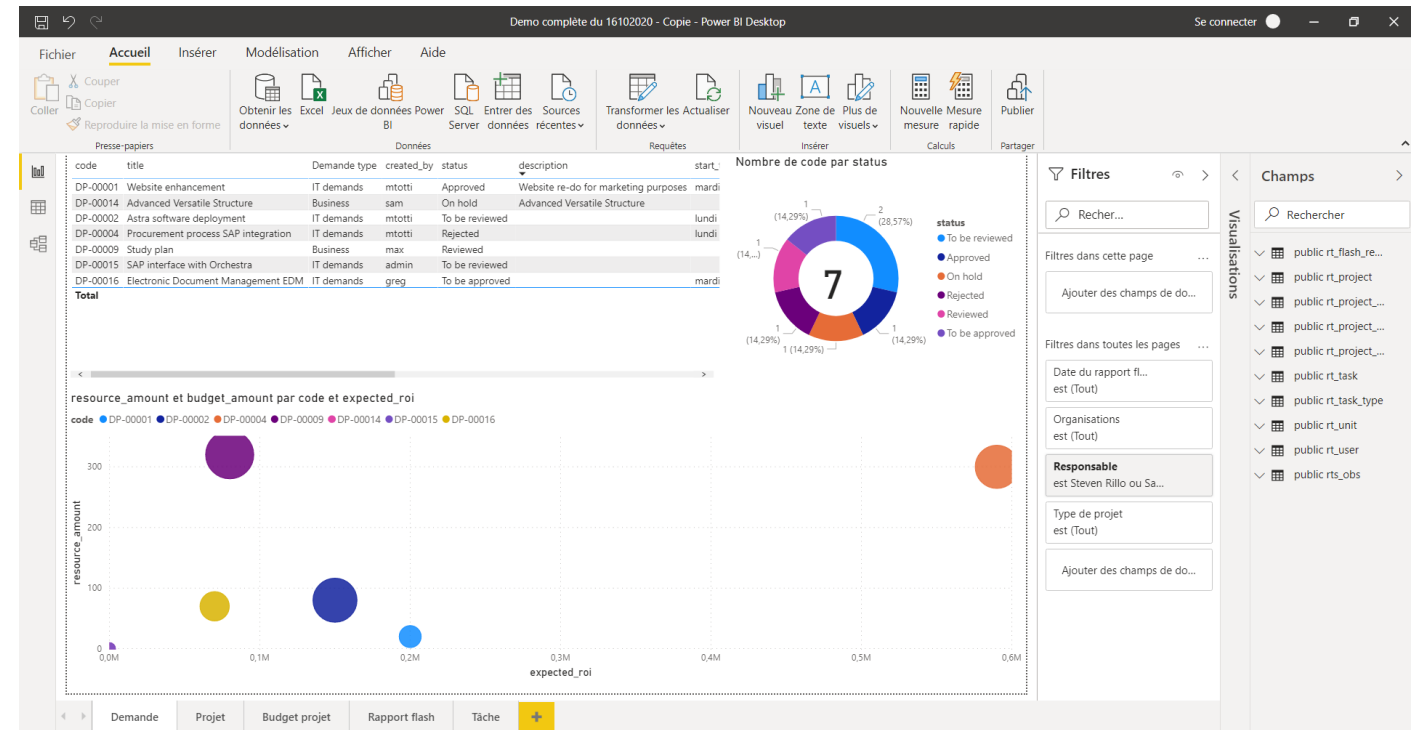 Demo complète du 16102020 - Copie - Power BI Desktop
Se connecter
Fichier Accueil Insérer Modélisation Afficher Aide
Coller
Couper
Copier
Reproduire la mise en forme
Presse-papiers
Obtenir les données
Excel
Jeux de données Power BI
SQL Server
Entrer des données
Sources récentes
Données
Transformer les données
Actualiser
Requêtes
Nouveau visuel
Zone de texte
Plus de visuels
Insérer
Nouvelle mesure
Mesure rapide
Calculs
Publier
Partager
code title Demande type created_by status description start_
DP-00001 Website enhancement IT demands mtotti Approved Website re-do for marketing purposes mardi
DP-00014 Advanced Versatile Structure Business sam On hold Advanced Versatile Structure
DP-00002 Astra software deployment IT demands mtotti To be reviewed lundi
DP-00004 Procurement process SAP integration IT demands mtotti Rejected lundi
DP-00009 Study plan Business max Reviewed
DP-00015 SAP interface with Orchestra IT demands admin To be reviewed
DP-00016 Electronic Document Management EDM IT demands greg To be approved mardi
Total
Nombre de code par status
1
(14,29%)
2
(28,57%)
1
(14,...)
7
1
(14,29%)
1 (14,29%)
1
(14,29%)
status
To be reviewed
Approved
On hold
Rejected
Reviewed
To be approved
resource_amount et budget_amount par code et expected_roi
code DP-00001 DP-00002 DP-00004 DP-00009 DP-00014 DP-00015 DP-00016
resource_amount
300
200
100
0
0,0M 0,1M 0,2M 0,3M 0,4M 0,5M 0,6M
expected_roi
Filtres
Recher...
Filtres dans cette page ...
Ajouter des champs de do...
Filtres dans toutes les pages ...
Date du rapport fl...
est (Tout)
Organisations
est (Tout)
Responsable
est Steven Rillo ou Sa...
Type de projet
est (Tout)
Ajouter des champs de do...
Visualisations
Champs
Rechercher
public rt_flash_re...
public rt_project
public rt_project_...
public rt_project_...
public rt_project_...
public rt_task
public rt_task_type
public rt_unit
public rt_user
public rts_obs
Demande Projet Budget projet Rapport flash Tâche +